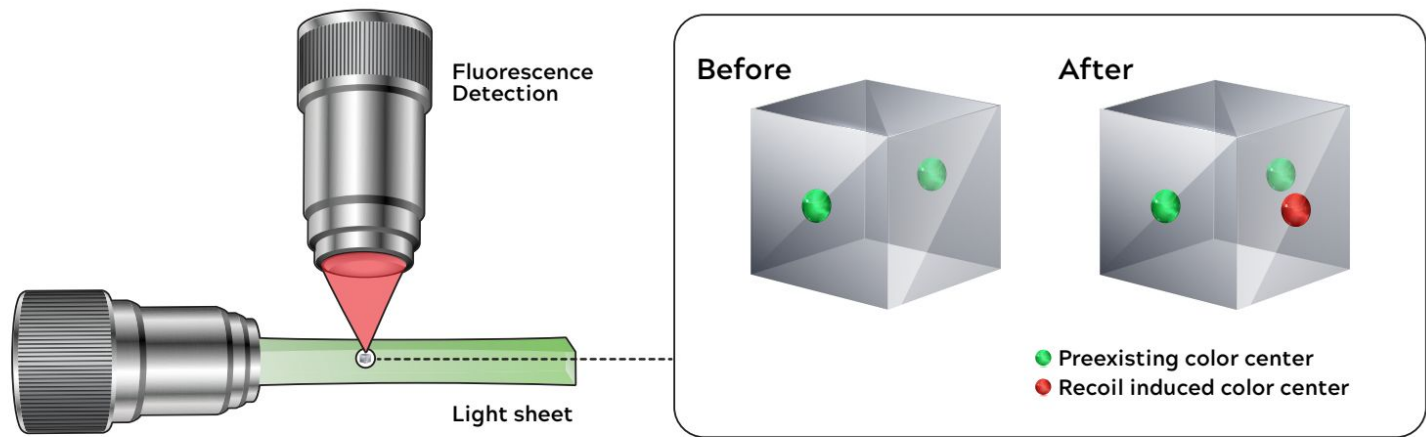 Fluorescence
Detection
Light sheet
Before
After
Preexisting color center
Recoil induced color center